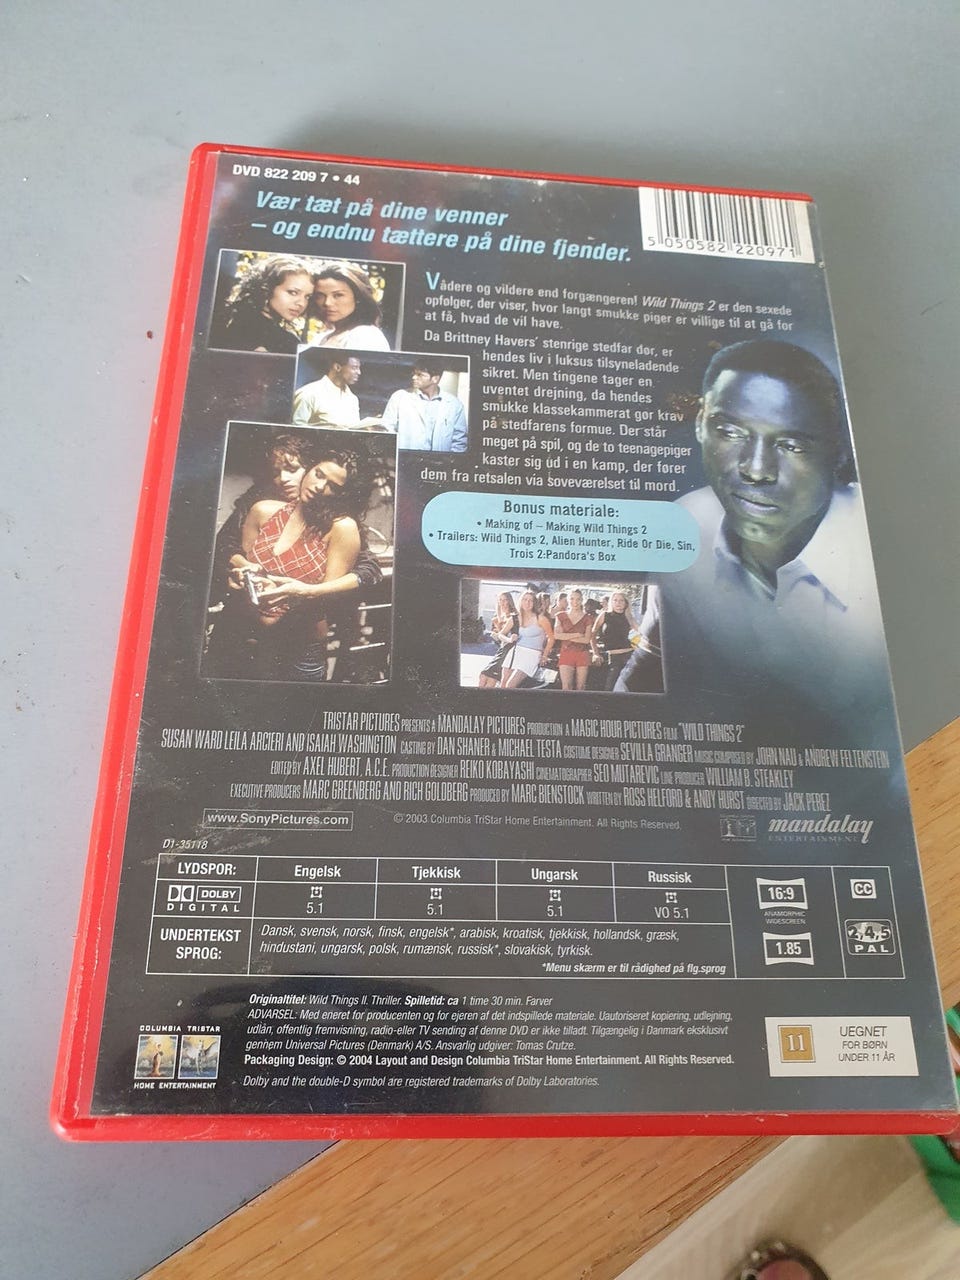 DVD 822 209 7 • 44
Vær tæt på dine venner
– og endnu tættere på dine fjender.
5 050582 220971
Vådere og vildere end forgængeren! Wild Things 2 er den sexede
opfølger, der viser, hvor langt smukke piger er villige til at gå for
at få, hvad de vil have.
Da Brittney Havers' stenrige stedfar dør, er
hendes liv i luksus tilsyneladende
sikret. Men tingene tager en
uventet drejning, da hendes
smukke klassekammerat gør krav
på stedfarens formue. Der står
meget på spil, og de to teenagepiger
kaster sig ud i en kamp, der fører
dem fra retsalen via soveværelset til mord.
Bonus materiale:
• Making of – Making Wild Things 2
• Trailers: Wild Things 2, Alien Hunter, Ride Or Die, Sin,
Trois 2:Pandora's Box
TRISTAR PICTURES PRESENTS A MANDALAY PICTURES PRODUCTION A MAGIC HOUR PICTURES FILM "WILD THINGS 2"
SUSAN WARD LEILA ARCIERI AND ISAIAH WASHINGTON CASTING BY DAN SHANER & MICHAEL TESTA COSTUME DESIGNER SEVILLA GRANGER MUSIC COMPOSED BY JOHN NAU & ANDREW FELTENSTEIN
EDITED BY AXEL HUBERT, A.C.E. PRODUCTION DESIGNER REIKO KOBAYASHI CINEMATOGRAPHER SEO MUTAREVIC LINE PRODUCER WILLIAM B. STEAKLEY
EXECUTIVE PRODUCERS MARC GREENBERG AND RICH GOLDBERG PRODUCED BY MARC BIENSTOCK WRITTEN BY ROSS HELFORD & ANDY HURST DIRECTED BY JACK PEREZ
www.SonyPictures.com
© 2003 Columbia TriStar Home Entertainment. All Rights Reserved.
mandalay
ENTERTAINMENT
D1-35118
LYDSPOR: Engelsk Tjekkisk Ungarsk Russisk
DOLBY
DIGITAL 5.1 5.1 5.1 VO 5.1
UNDERTEKST
SPROG:
Dansk, svensk, norsk, finsk, engelsk*, arabisk, kroatisk, tjekkisk, hollandsk, græsk,
hindustani, ungarsk, polsk, rumænsk, russisk*, slovakisk, tyrkisk.
*Menu skærm er til rådighed på flg.sprog
16:9
ANAMORPHIC
WIDESCREEN
1.85
CC
2,4,5
PAL
Originaltitel: Wild Things II. Thriller. Spilletid: ca 1 time 30 min. Farver
ADVARSEL: Med eneret for producenten og for ejeren af det indspillede materiale. Uautoriseret kopiering, udlejning,
udlån, offentlig fremvisning, radio-eller TV sending af denne DVD er ikke tilladt. Tilgængelig i Danmark eksklusivt
gennem Universal Pictures (Denmark) A/S. Ansvarlig udgiver: Tomas Crutze.
Packaging Design: © 2004 Layout and Design Columbia TriStar Home Entertainment. All Rights Reserved.
Dolby and the double-D symbol are registered trademarks of Dolby Laboratories.
COLUMBIA TRISTAR
HOME ENTERTAINMENT
11
UEGNET
FOR BØRN
UNDER 11 ÅR